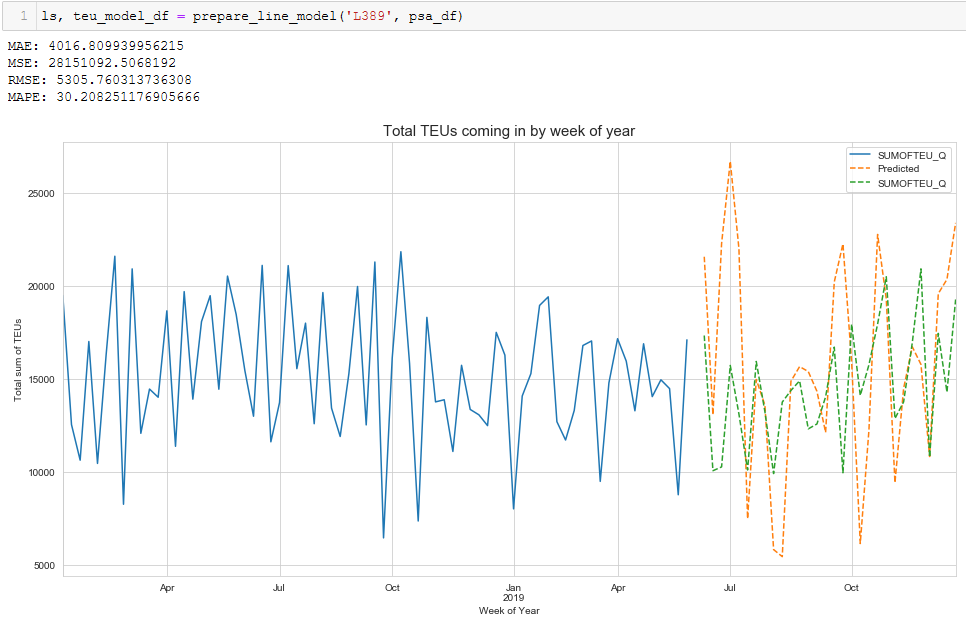 1 ls, teu_model_df = prepare_line_model('L389', psa_df)
MAE: 4016.809939956215
MSE: 28151092.5068192
RMSE: 5305.760313736308
MAPE: 30.208251176905666
Total TEUs coming in by week of year
SUMOFTEU_Q
Predicted
SUMOFTEU_Q
25000
20000
15000
10000
5000
Total sum of TEUs
Apr Jul Oct Jan Apr Jul Oct
2019
Week of Year